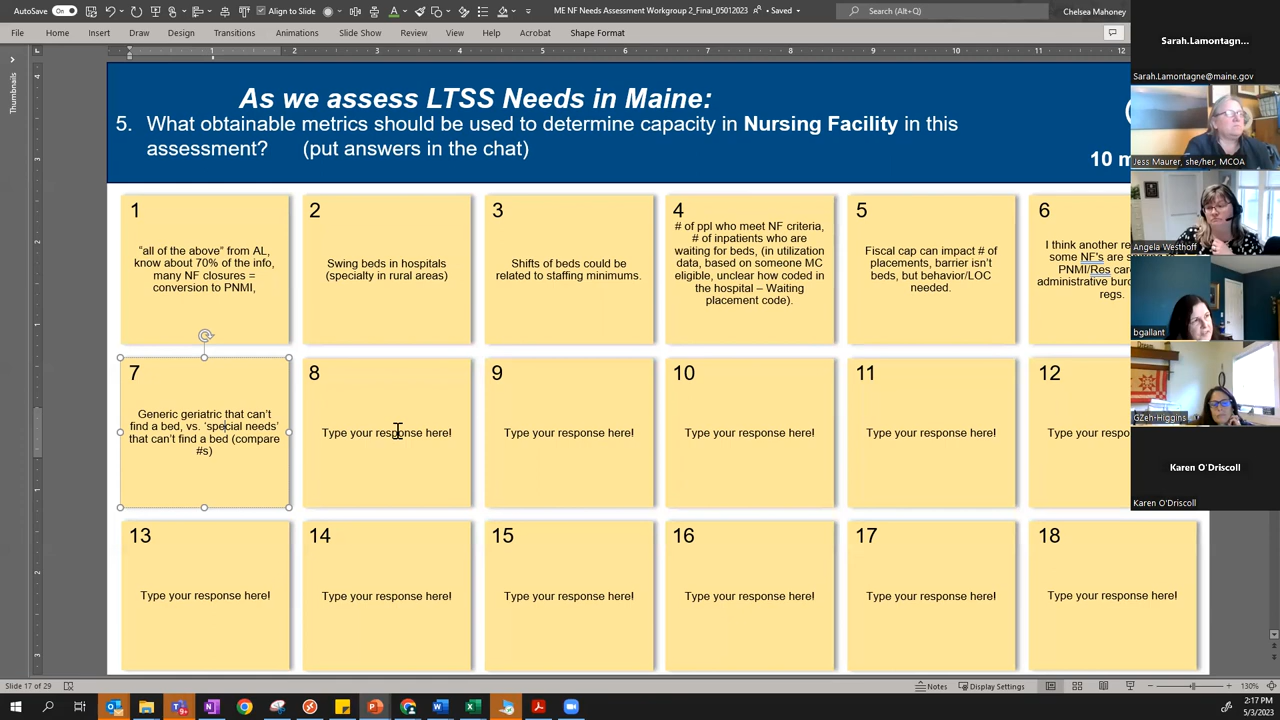 AutoSave On
Align to Slide
ME NF Needs Assessment Workgroup 2_Final_05012023
• Saved
Search (Alt+Q)
Chelsea Mahoney
File Home Insert Draw Design Transitions Animations Slide Show Review View Help Acrobat Shape Format
Thumbnails
As we assess LTSS Needs in Maine:
5. What obtainable metrics should be used to determine capacity in Nursing Facility in this
assessment? (put answers in the chat)
10 m
1
"all of the above" from AL,
know about 70% of the info,
many NF closures =
conversion to PNMI,
2
Swing beds in hospitals
(specialty in rural areas)
3
Shifts of beds could be
related to staffing minimums.
4
# of ppl who meet NF criteria,
# of inpatients who are
waiting for beds, (in utilization
data, based on someone MC
eligible, unclear how coded in
the hospital – Waiting
placement code).
5
Fiscal cap can impact # of
placements, barrier isn't
beds, but behavior/LOC
needed.
6
I think another re
some NF's are
PNMI/Res car
administrative burd
regs.
7
Generic geriatric that can't
find a bed, vs. 'special needs'
that can't find a bed (compare
#s)
8
Type your response here!
9
Type your response here!
10
Type your response here!
11
Type your response here!
12
Type your respo
13
Type your response here!
14
Type your response here!
15
Type your response here!
16
Type your response here!
17
Type your response here!
18
Type your response here!
Sarah.Lamontagn...
Sarah.Lamontagne@maine.gov
Jess Maurer, she/her, MCOA
Angela Westhoff
bgallant
GZeh-Higgins
Karen O'Driscoll
Karen O'Driscoll
Slide 17 of 29
Notes
Display Settings
130%
2:17 PM
5/3/2023